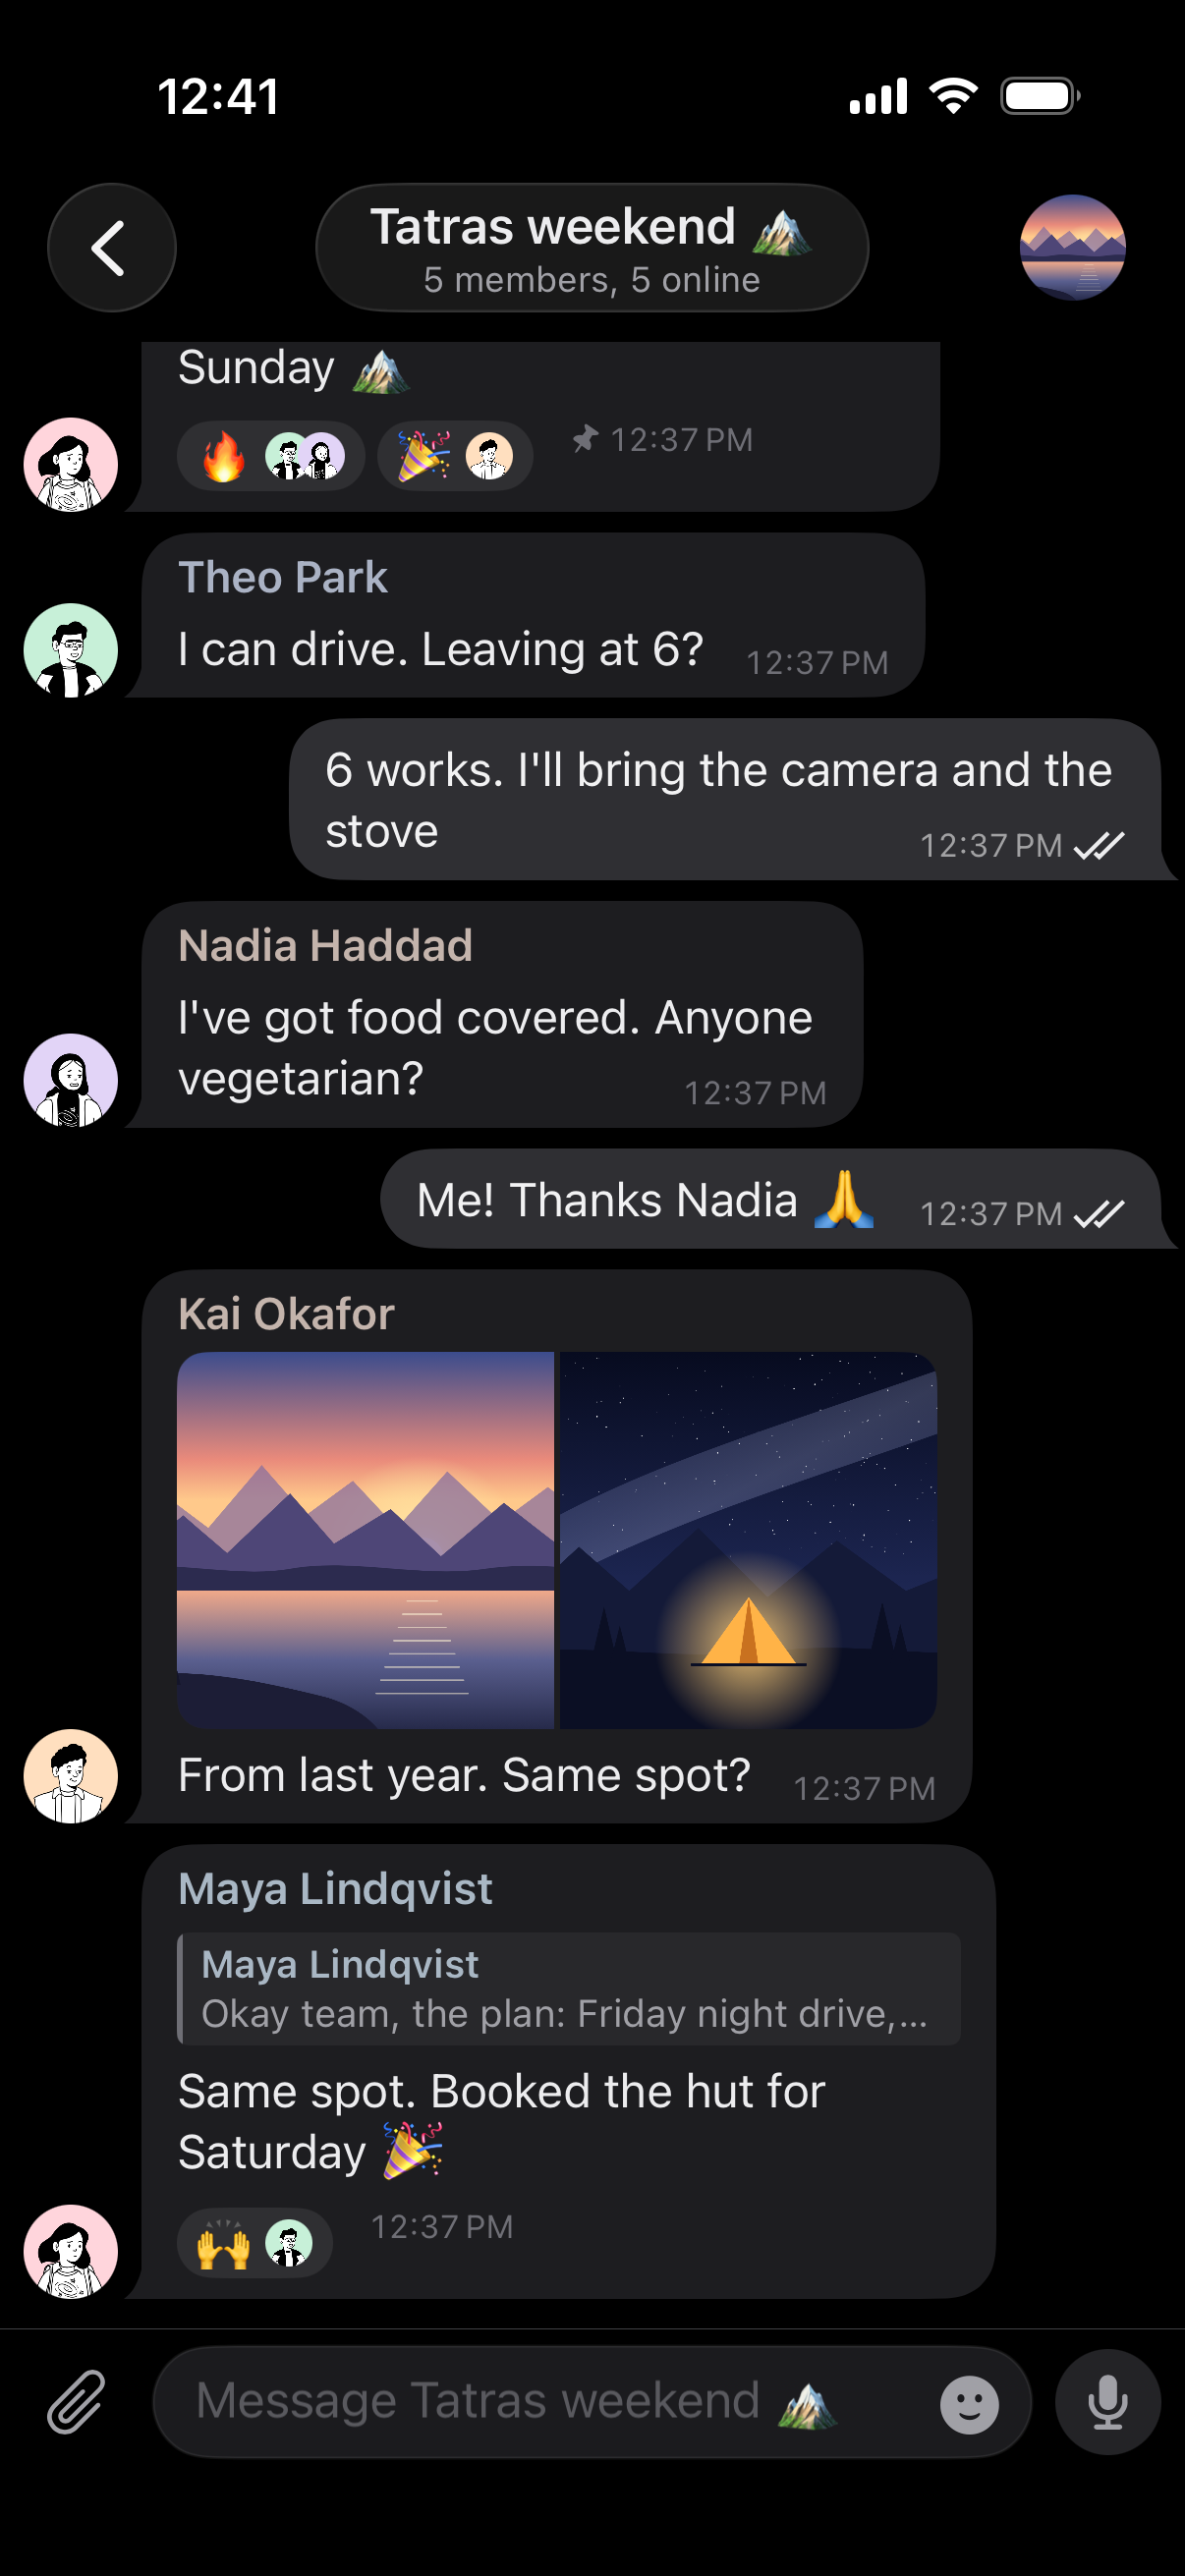 12:41
Tatras weekend 🏔️
5 members, 5 online
Sunday 🏔️
12:37 PM
Theo Park
I can drive. Leaving at 6?
12:37 PM
6 works. I'll bring the camera and the
stove
12:37 PM
Nadia Haddad
I've got food covered. Anyone
vegetarian?
12:37 PM
Me! Thanks Nadia 🙏
12:37 PM
Kai Okafor
From last year. Same spot?
12:37 PM
Maya Lindqvist
Maya Lindqvist
Okay team, the plan: Friday night drive,...
Same spot. Booked the hut for
Saturday 🎉
12:37 PM
Message Tatras weekend 🏔️